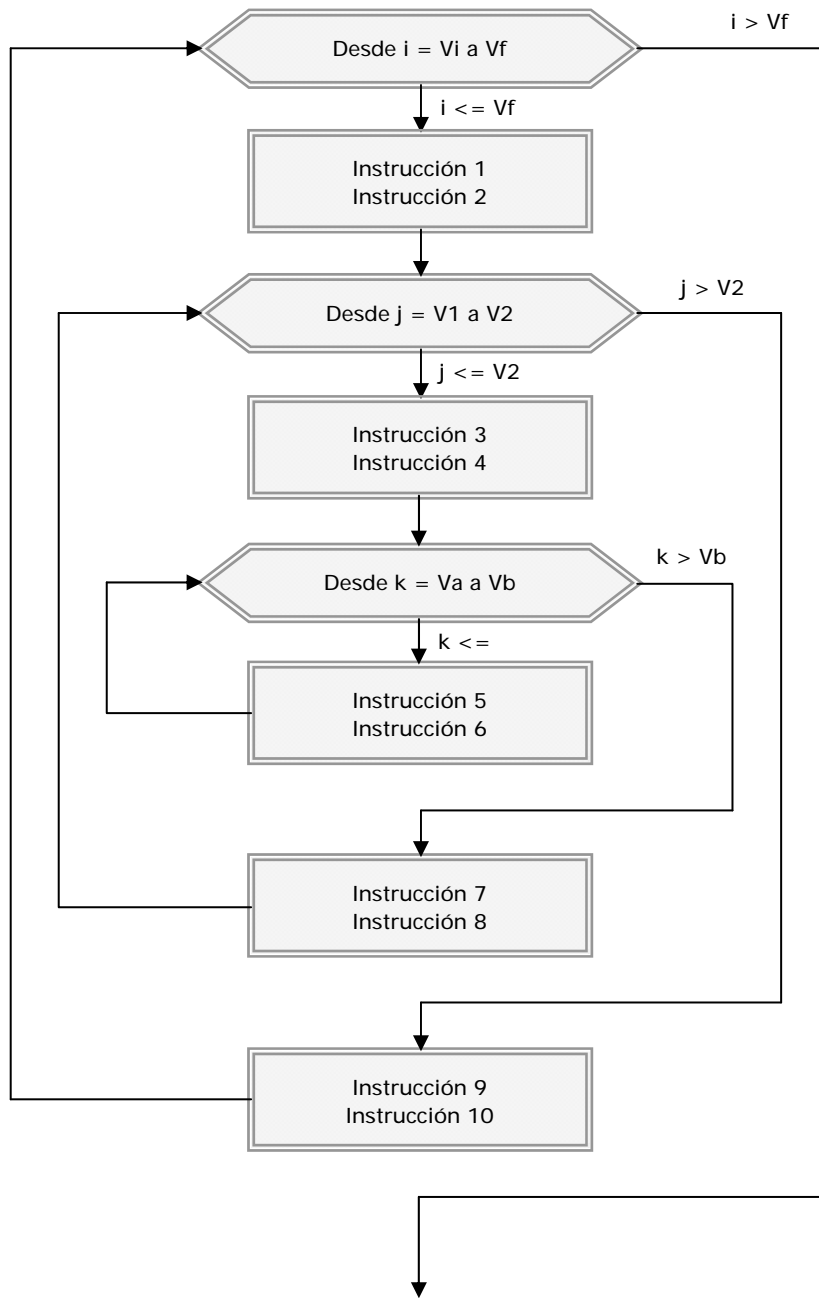 i > Vf
Desde i = Vi a Vf
i <= Vf
Instrucción 1
Instrucción 2
j > V2
Desde j = V1 a V2
j <= V2
Instrucción 3
Instrucción 4
k > Vb
Desde k = Va a Vb
k <=
Instrucción 5
Instrucción 6
Instrucción 7
Instrucción 8
Instrucción 9
Instrucción 10